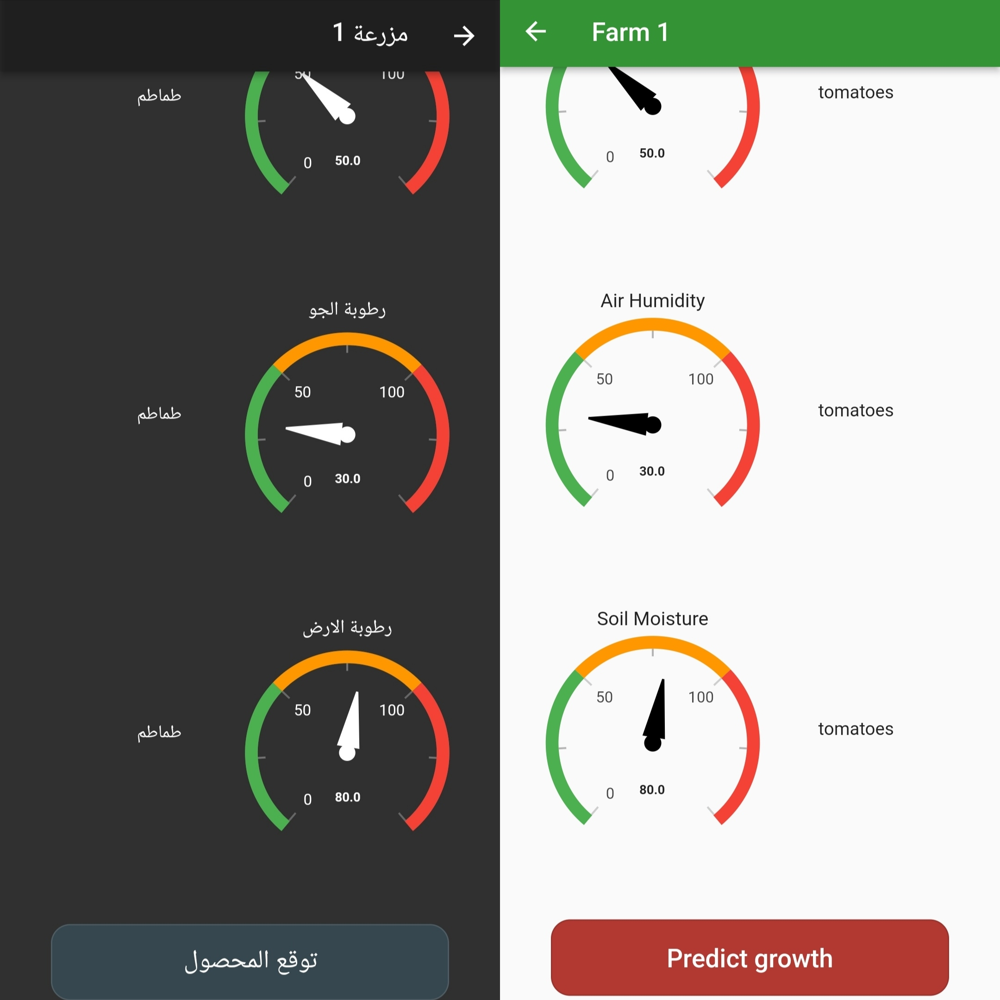 مزرعة 1
50 100
طماطم
0 50.0
رطوبة الجو
50 100
طماطم
0 30.0
رطوبة الارض
50 100
طماطم
0 80.0
توقع المحصول
Farm 1
tomatoes
0 50.0
Air Humidity
50 100
tomatoes
0 30.0
Soil Moisture
50 100
tomatoes
0 80.0
Predict growth